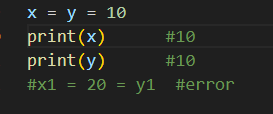 x = y = 10
print(x)      #10
print(y)      #10
#x1 = 20 = y1  #error